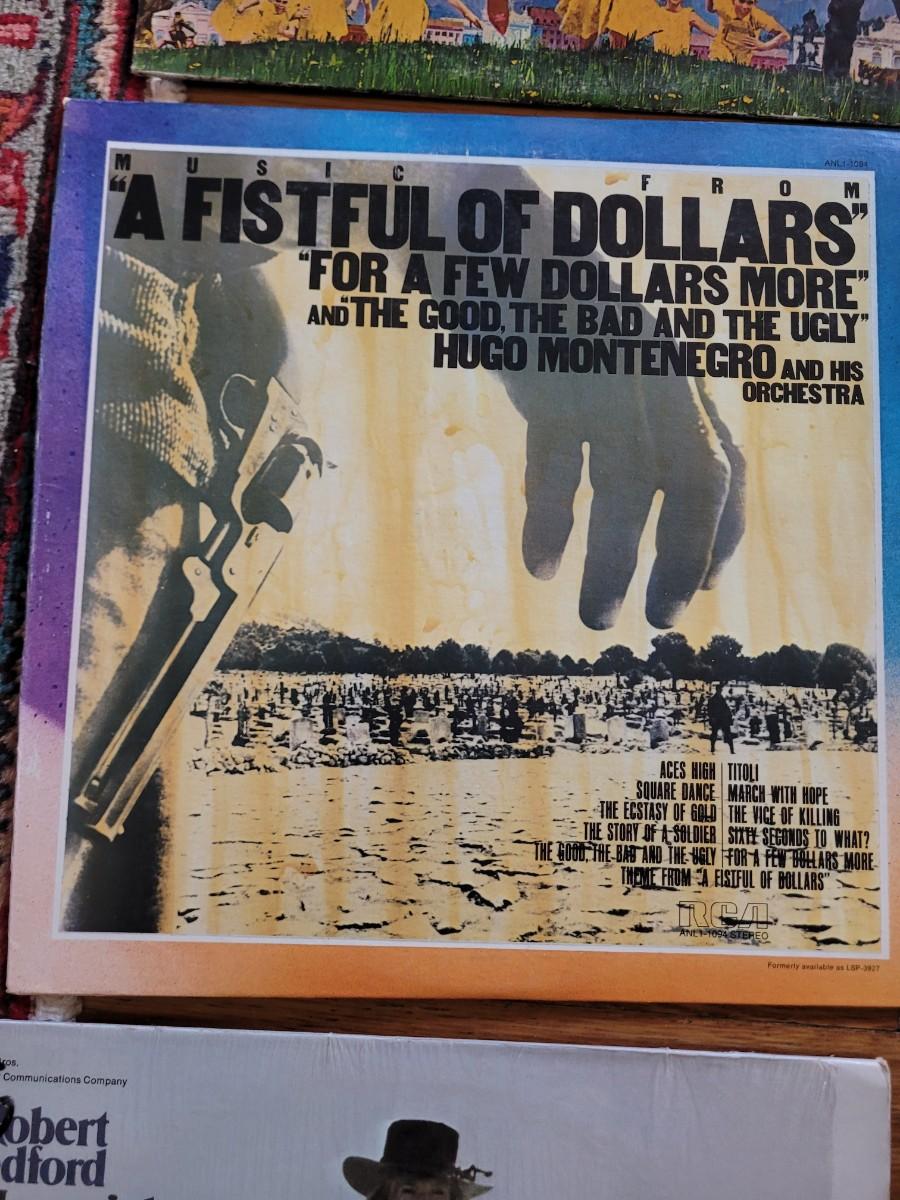 ANL1-1094
MUSIC FROM
"A FISTFUL OF DOLLARS"
"FOR A FEW DOLLARS MORE"
AND "THE GOOD, THE BAD AND THE UGLY"
HUGO MONTENEGRO AND HIS
ORCHESTRA
ACES HIGH | TITOLI
SQUARE DANCE | MARCH WITH HOPE
THE ECSTASY OF GOLD | THE VICE OF KILLING
THE STORY OF A SOLDIER | SIXTY SECONDS TO WHAT?
THE GOOD, THE BAD AND THE UGLY | FOR A FEW DOLLARS MORE
THEME FROM "A FISTFUL OF DOLLARS"
RCA
ANL1-1094 STEREO
Formerly available as LSP-3927
ros.
Communications Company
obert
dford